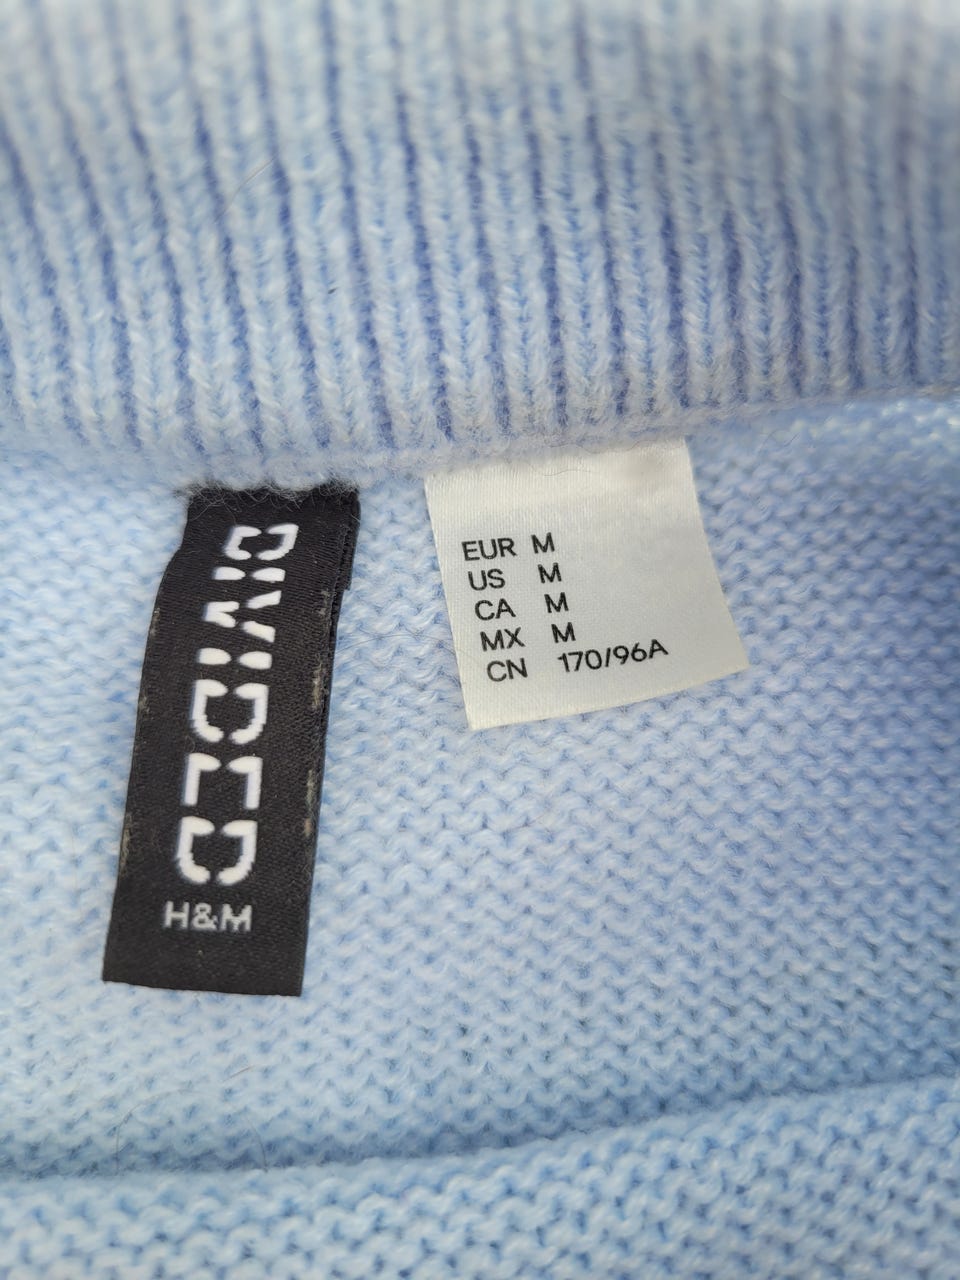 DIVIDED
H&M
EUR M
US M
CA M
MX M
CN 170/96A